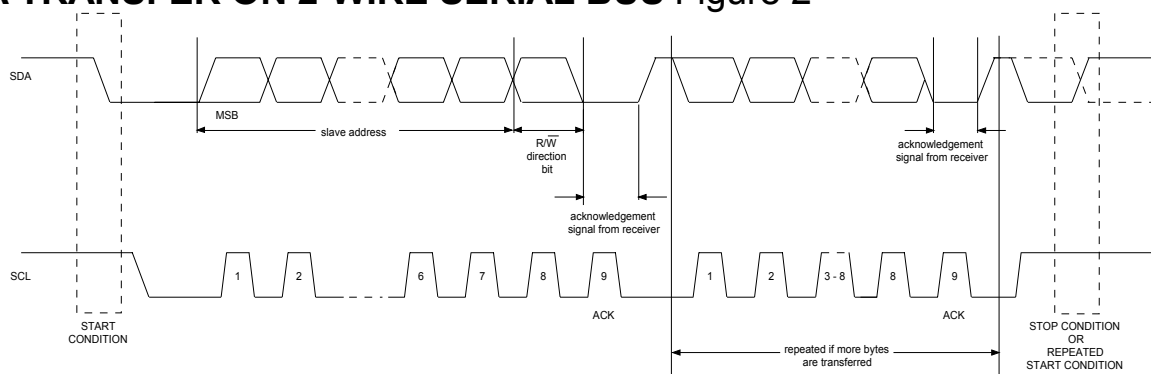 TRANSFER ON 2-WIRE SERIAL BUS Figure 2
SDA
MSB
slave address
R/W̅
direction
bit
acknowledgement
signal from receiver
acknowledgement
signal from receiver
SCL
1
2
6
7
8
9
1
2
3 - 8
8
9
ACK
ACK
START
CONDITION
STOP CONDITION
OR
REPEATED
START CONDITION
repeated if more bytes
are transferred